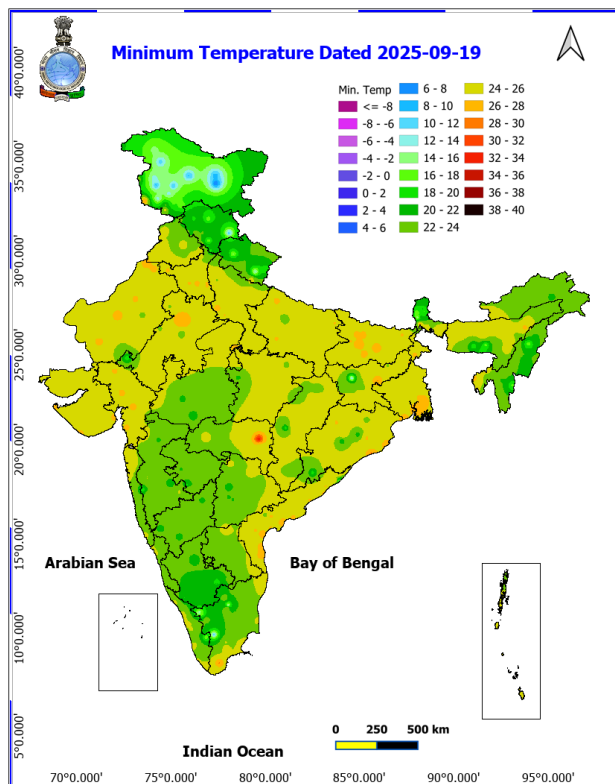 Minimum Temperature Dated 2025-09-19
Min. Temp
<= -8
-8 - -6
-6 - -4
-4 - -2
-2 - 0
0 - 2
2 - 4
4 - 6
6 - 8
8 - 10
10 - 12
12 - 14
14 - 16
16 - 18
18 - 20
20 - 22
22 - 24
24 - 26
26 - 28
28 - 30
30 - 32
32 - 34
34 - 36
36 - 38
38 - 40
40°0.000'
35°0.000'
30°0.000'
25°0.000'
20°0.000'
15°0.000'
10°0.000'
5°0.000'
Arabian Sea
Bay of Bengal
Indian Ocean
0 250 500 km
70°0.000' 75°0.000' 80°0.000' 85°0.000' 90°0.000' 95°0.000'